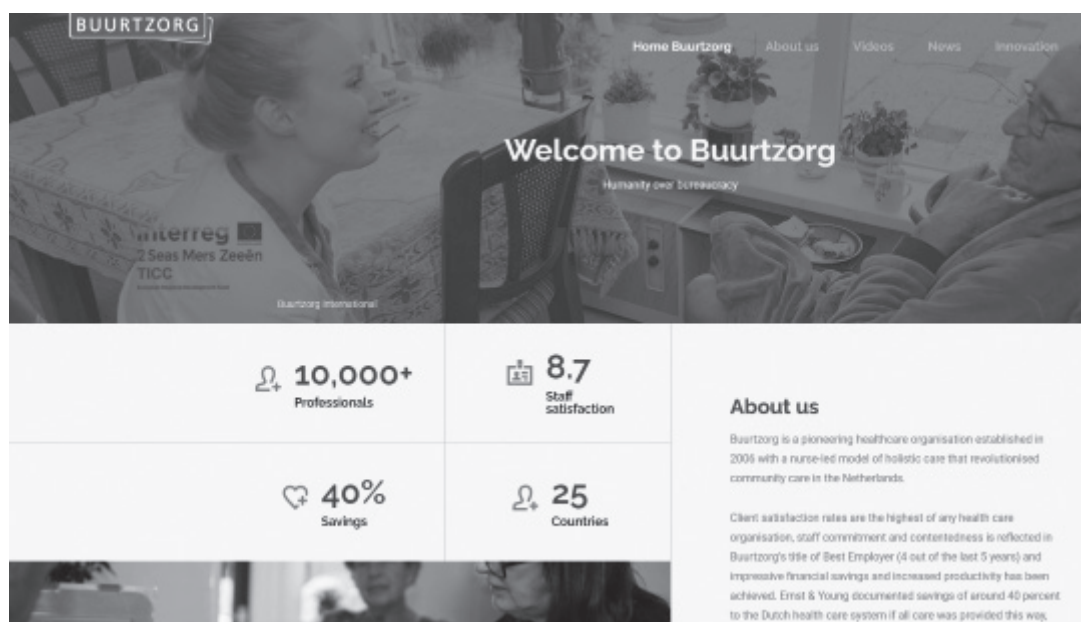 BUURTZORG
Home Buurtzorg About us Videos News Innovation
Welcome to Buurtzorg
Humanity over bureaucracy
Interreg
2 Seas Mers Zeeën
TICC
Buurtzorg International
10,000+
Professionals
8.7
Staff
satisfaction
40%
Savings
25
Countries
About us
Buurtzorg is a pioneering healthcare organisation established in
2006 with a nurse-led model of holistic care that revolutionised
community care in the Netherlands.
Client satisfaction rates are the highest of any health care
organisation, staff commitment and contentedness is reflected in
Buurtzorg's title of Best Employer (4 out of the last 5 years) and
impressive financial savings and increased productivity has been
achieved. Ernst & Young documented savings of around 40 percent
to the Dutch health care system if all care was provided this way,